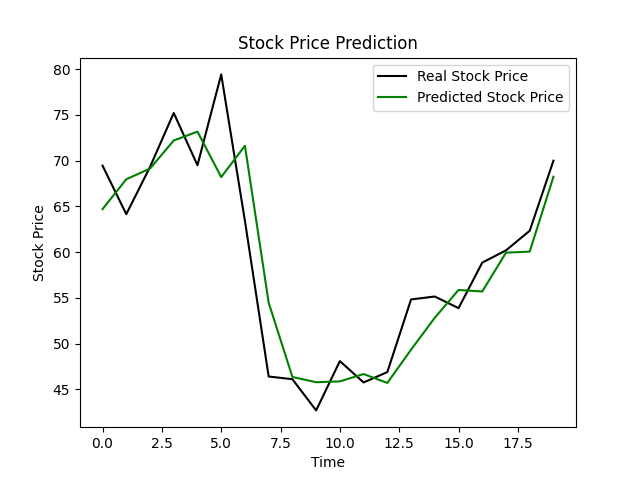 Stock Price Prediction
Real Stock Price
Predicted Stock Price
80
75
70
65
60
55
50
45
Stock Price
0.0 2.5 5.0 7.5 10.0 12.5 15.0 17.5
Time